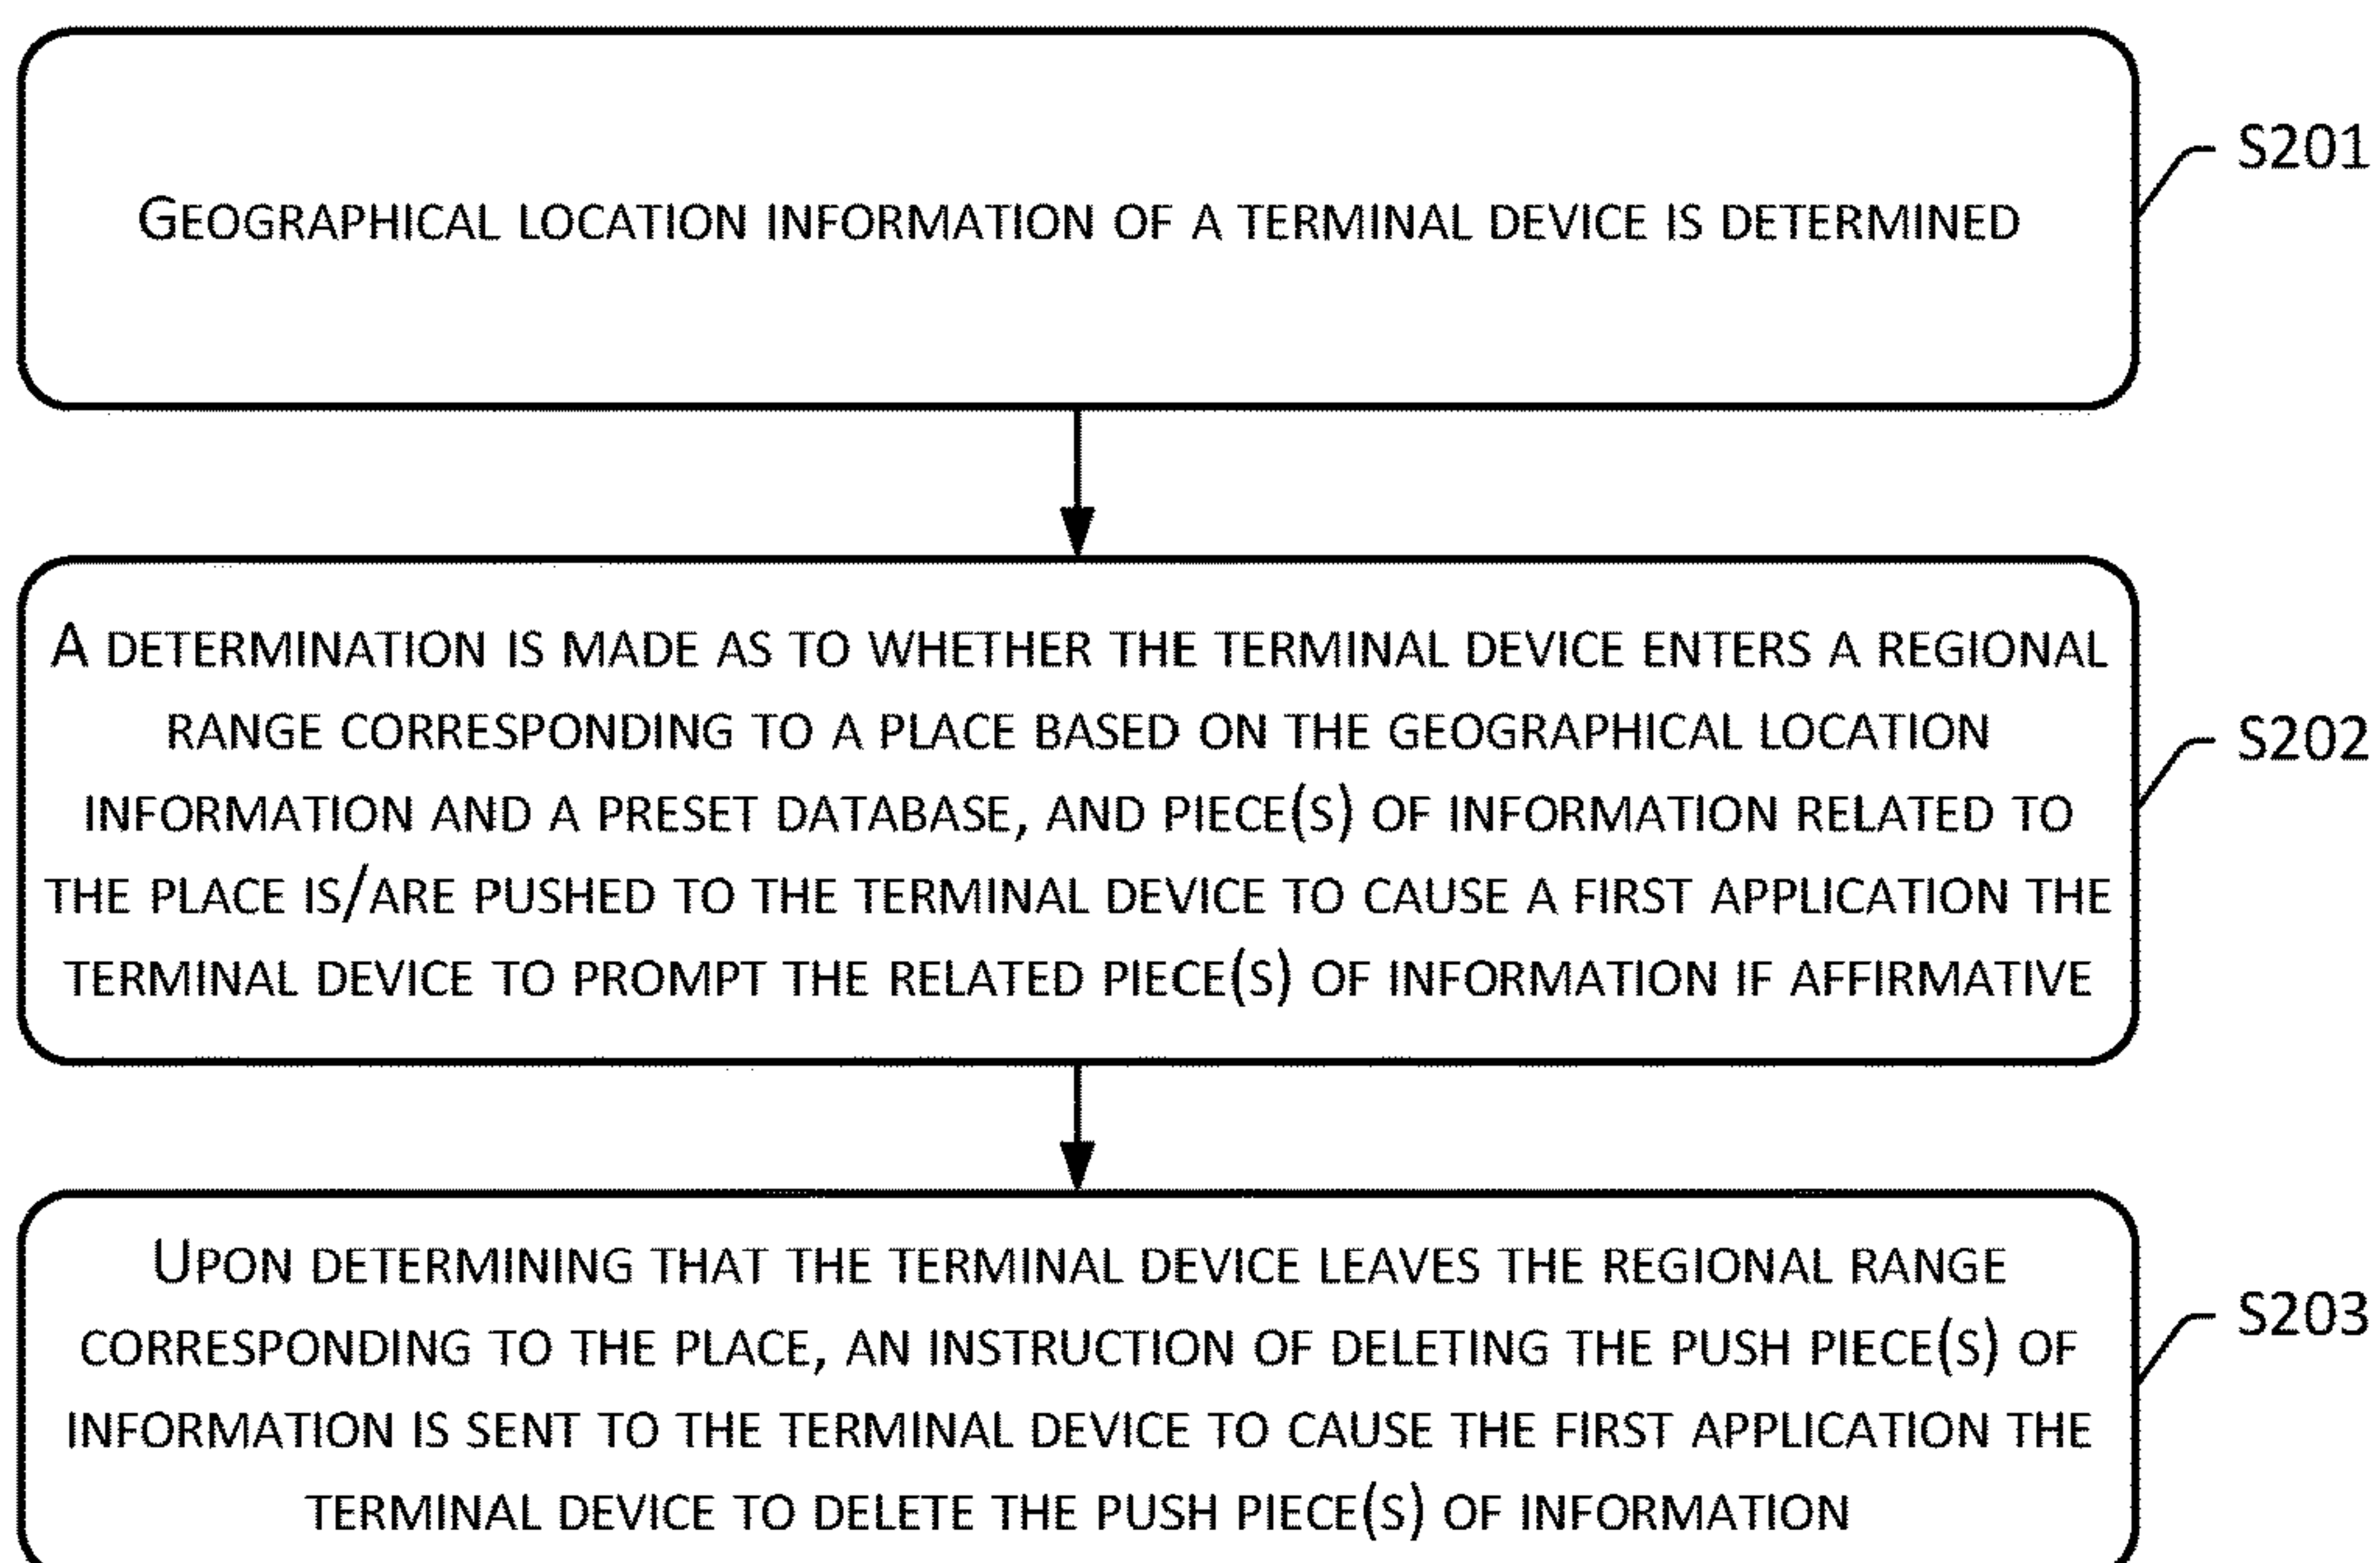 GEOGRAPHICAL LOCATION INFORMATION OF A TERMINAL DEVICE IS DETERMINED
S201
A DETERMINATION IS MADE AS TO WHETHER THE TERMINAL DEVICE ENTERS A REGIONAL
RANGE CORRESPONDING TO A PLACE BASED ON THE GEOGRAPHICAL LOCATION
INFORMATION AND A PRESET DATABASE, AND PIECE(S) OF INFORMATION RELATED TO
THE PLACE IS/ARE PUSHED TO THE TERMINAL DEVICE TO CAUSE A FIRST APPLICATION THE
TERMINAL DEVICE TO PROMPT THE RELATED PIECE(S) OF INFORMATION IF AFFIRMATIVE
S202
UPON DETERMINING THAT THE TERMINAL DEVICE LEAVES THE REGIONAL RANGE
CORRESPONDING TO THE PLACE, AN INSTRUCTION OF DELETING THE PUSH PIECE(S) OF
INFORMATION IS SENT TO THE TERMINAL DEVICE TO CAUSE THE FIRST APPLICATION THE
TERMINAL DEVICE TO DELETE THE PUSH PIECE(S) OF INFORMATION
S203